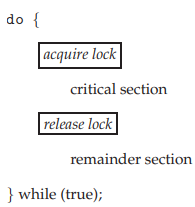 do {
acquire lock
critical section
release lock
remainder section
} while (true);